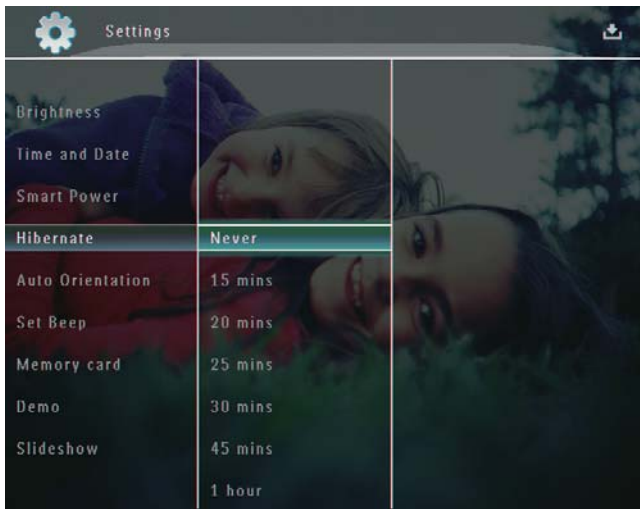 Settings
Brightness
Time and Date
Smart Power
Hibernate
Auto Orientation
Set Beep
Memory card
Demo
Slideshow
Never
15 mins
20 mins
25 mins
30 mins
45 mins
1 hour